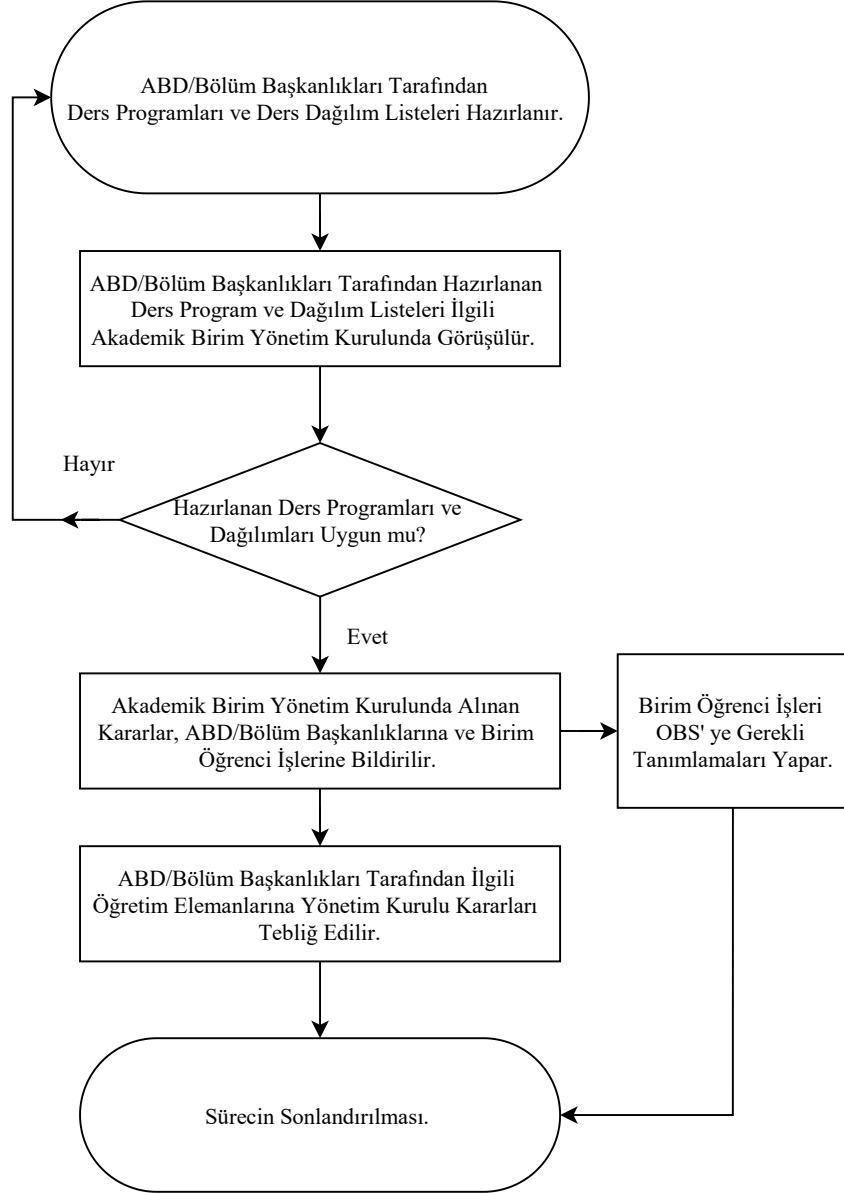 ABD/Bölüm Başkanlıkları Tarafından
Ders Programları ve Ders Dağılım Listeleri Hazırlanır.
ABD/Bölüm Başkanlıkları Tarafından Hazırlanan
Ders Program ve Dağılım Listeleri İlgili
Akademik Birim Yönetim Kurulunda Görüşülür.
Hayır
Hazırlanan Ders Programları ve
Dağılımları Uygun mu?
Evet
Akademik Birim Yönetim Kurulunda Alınan
Kararlar, ABD/Bölüm Başkanlıklarına ve Birim
Öğrenci İşlerine Bildirilir.
Birim Öğrenci İşleri
OBS' ye Gerekli
Tanımlamaları Yapar.
ABD/Bölüm Başkanlıkları Tarafından İlgili
Öğretim Elemanlarına Yönetim Kurulu Kararları
Tebliğ Edilir.
Sürecin Sonlandırılması.